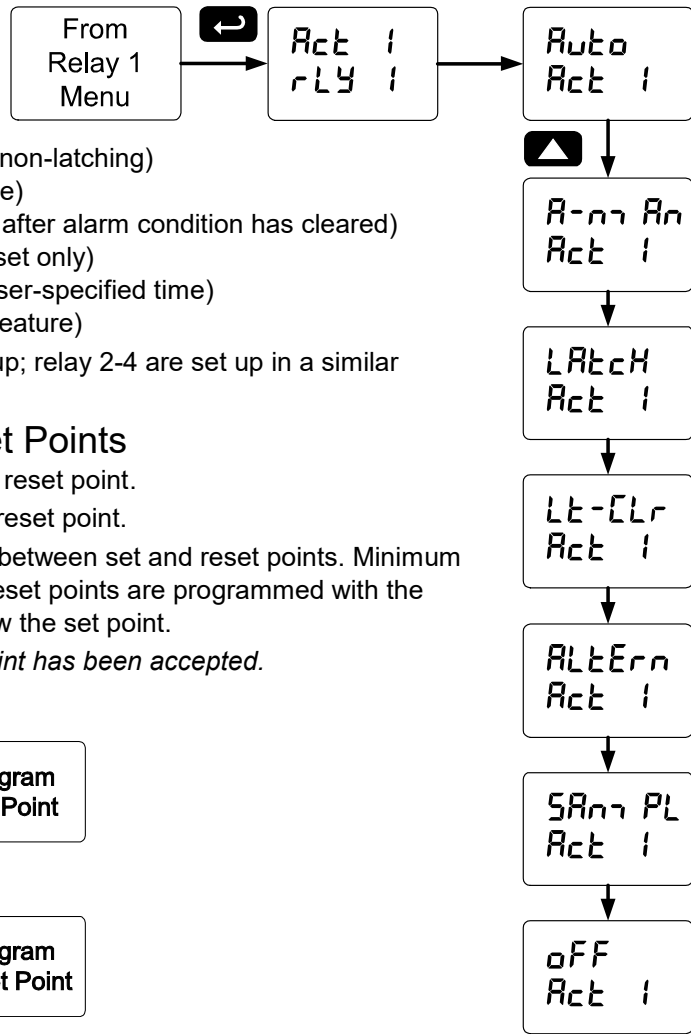 From
Relay 1
Menu
Act 1
rLY 1
Auto
Act 1
non-latching)
e)
after alarm condition has cleared)
set only)
ser-specified time)
eature)
up; relay 2-4 are set up in a similar
et Points
reset point.
reset point.
between set and reset points. Minimum
eset points are programmed with the
w the set point.
int has been accepted.
gram
Point
gram
t Point
A-man
Act 1
LAtcH
Act 1
Lt-CLr
Act 1
ALtErn
Act 1
SAmPL
Act 1
oFF
Act 1